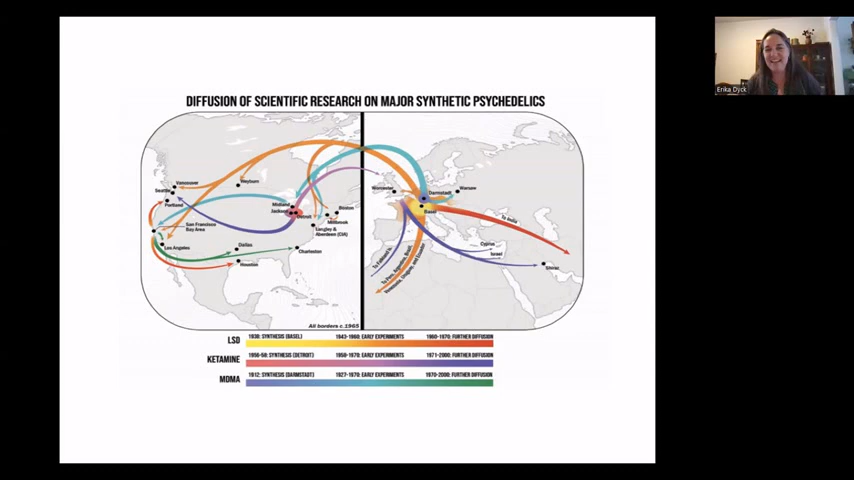 DIFFUSION OF SCIENTIFIC RESEARCH ON MAJOR SYNTHETIC PSYCHEDELICS
Erika Dyck
Vancouver
Seattle
Portland
Weyburn
San Francisco
Bay Area
Los Angeles
Midland
Jackson
Detroit
Boston
Millbrook
Langley &
Aberdeen (CIA)
Dallas
Houston
Charleston
Worcester
Darmstadt
Warsaw
Basel
To India
Cyprus
Israel
Shiraz
All borders c.1965
LSD
1938: SYNTHESIS (BASEL)
1943-1960: EARLY EXPERIMENTS
1960-1970: FURTHER DIFFUSION
KETAMINE
1956-58: SYNTHESIS (DETROIT)
1958-1970: EARLY EXPERIMENTS
1971-2000: FURTHER DIFFUSION
MDMA
1912: SYNTHESIS (DARMSTADT)
1927-1970: EARLY EXPERIMENTS
1970-2000: FURTHER DIFFUSION